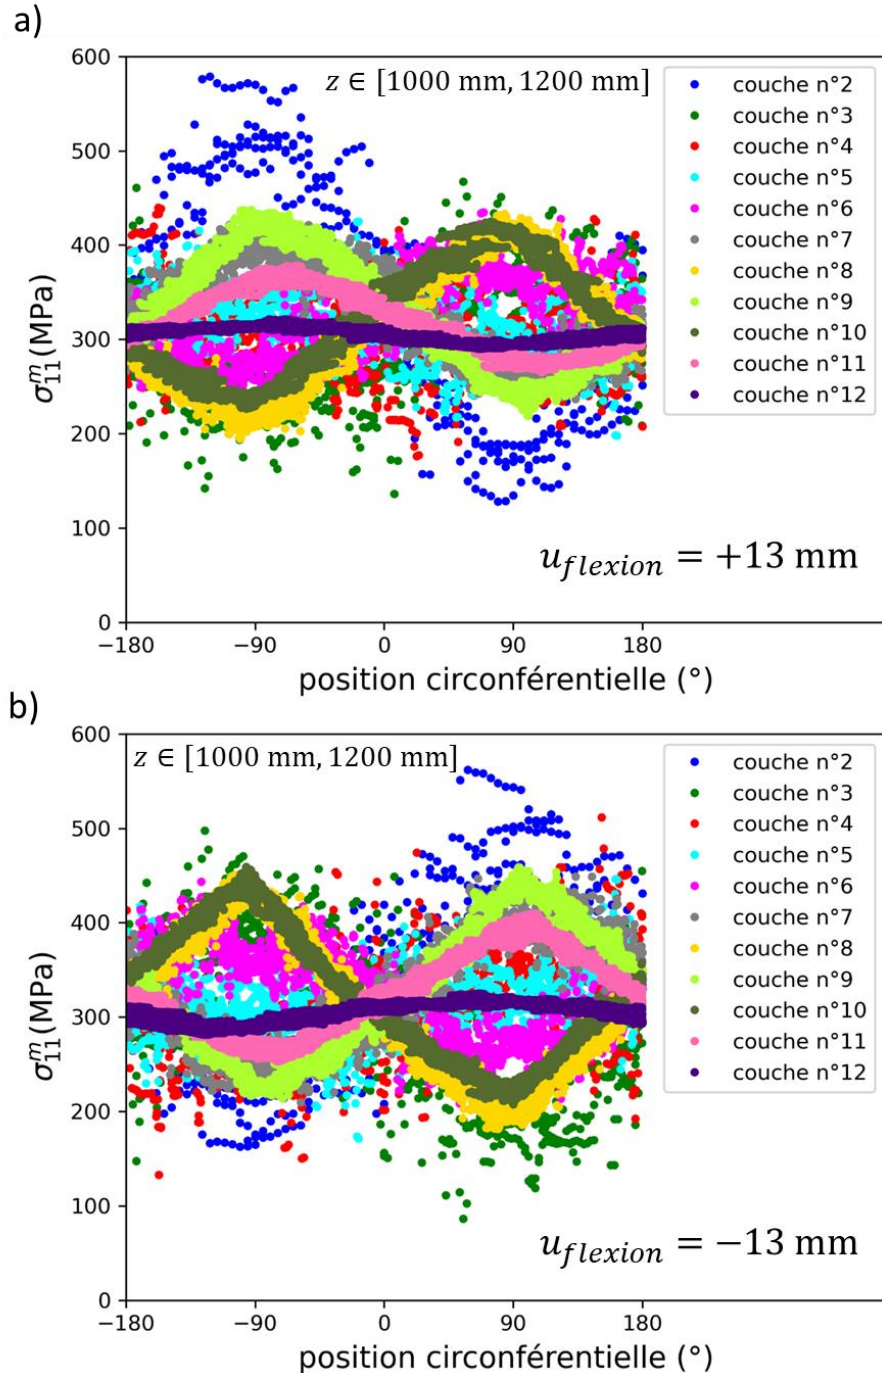 a)
600
500
400
300
200
100
0
σ₁₁ᵐ(MPa)
z ∈ [1000 mm, 1200 mm]
couche n°2
couche n°3
couche n°4
couche n°5
couche n°6
couche n°7
couche n°8
couche n°9
couche n°10
couche n°11
couche n°12
u_flexion = +13 mm
−180 −90 0 90 180
position circonférentielle (°)
b)
600
500
400
300
200
100
0
σ₁₁ᵐ(MPa)
z ∈ [1000 mm, 1200 mm]
couche n°2
couche n°3
couche n°4
couche n°5
couche n°6
couche n°7
couche n°8
couche n°9
couche n°10
couche n°11
couche n°12
u_flexion = −13 mm
−180 −90 0 90 180
position circonférentielle (°)